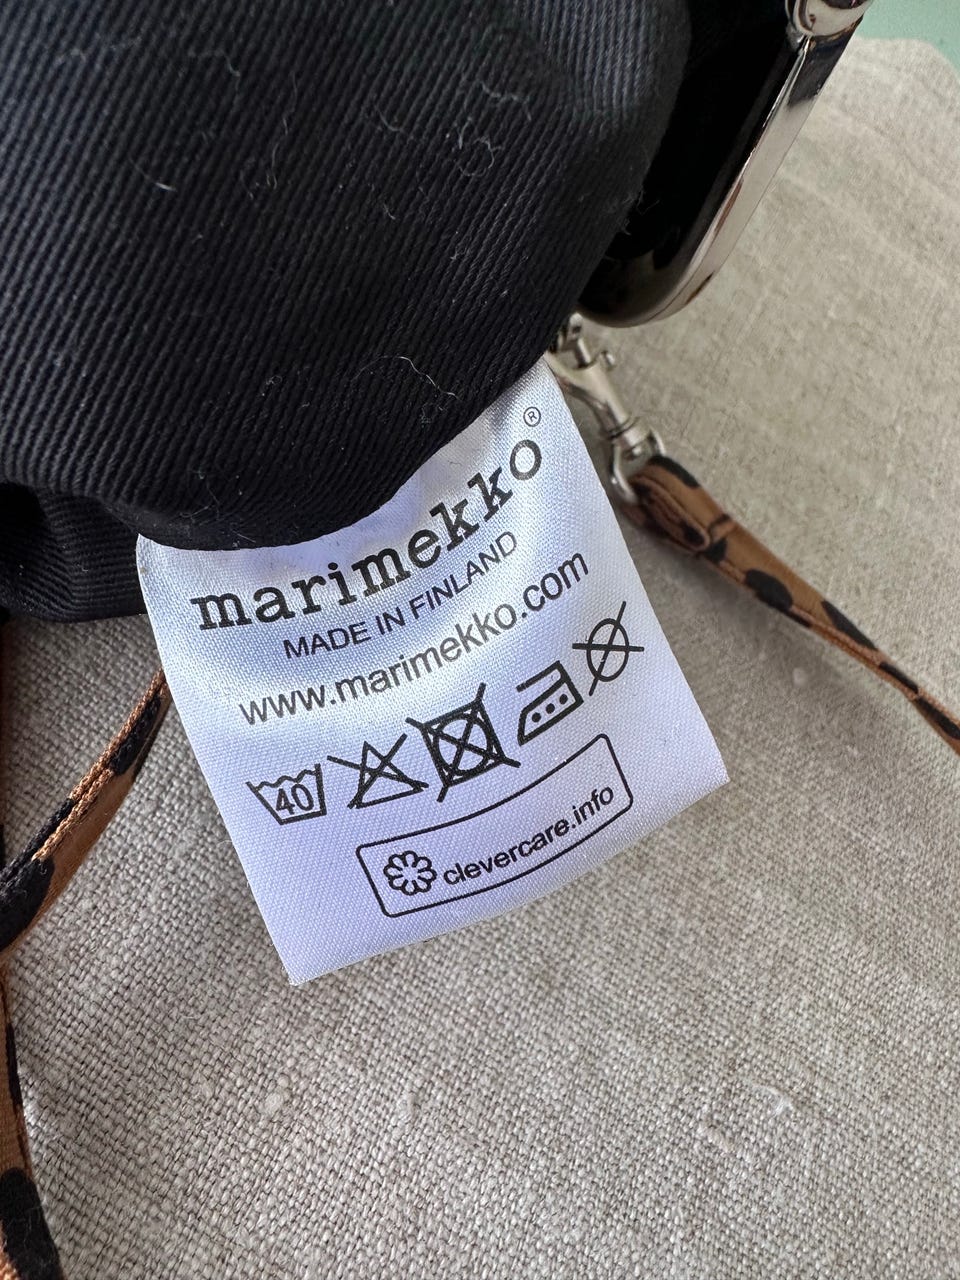 marimekko®
MADE IN FINLAND
www.marimekko.com
40
clevercare.info